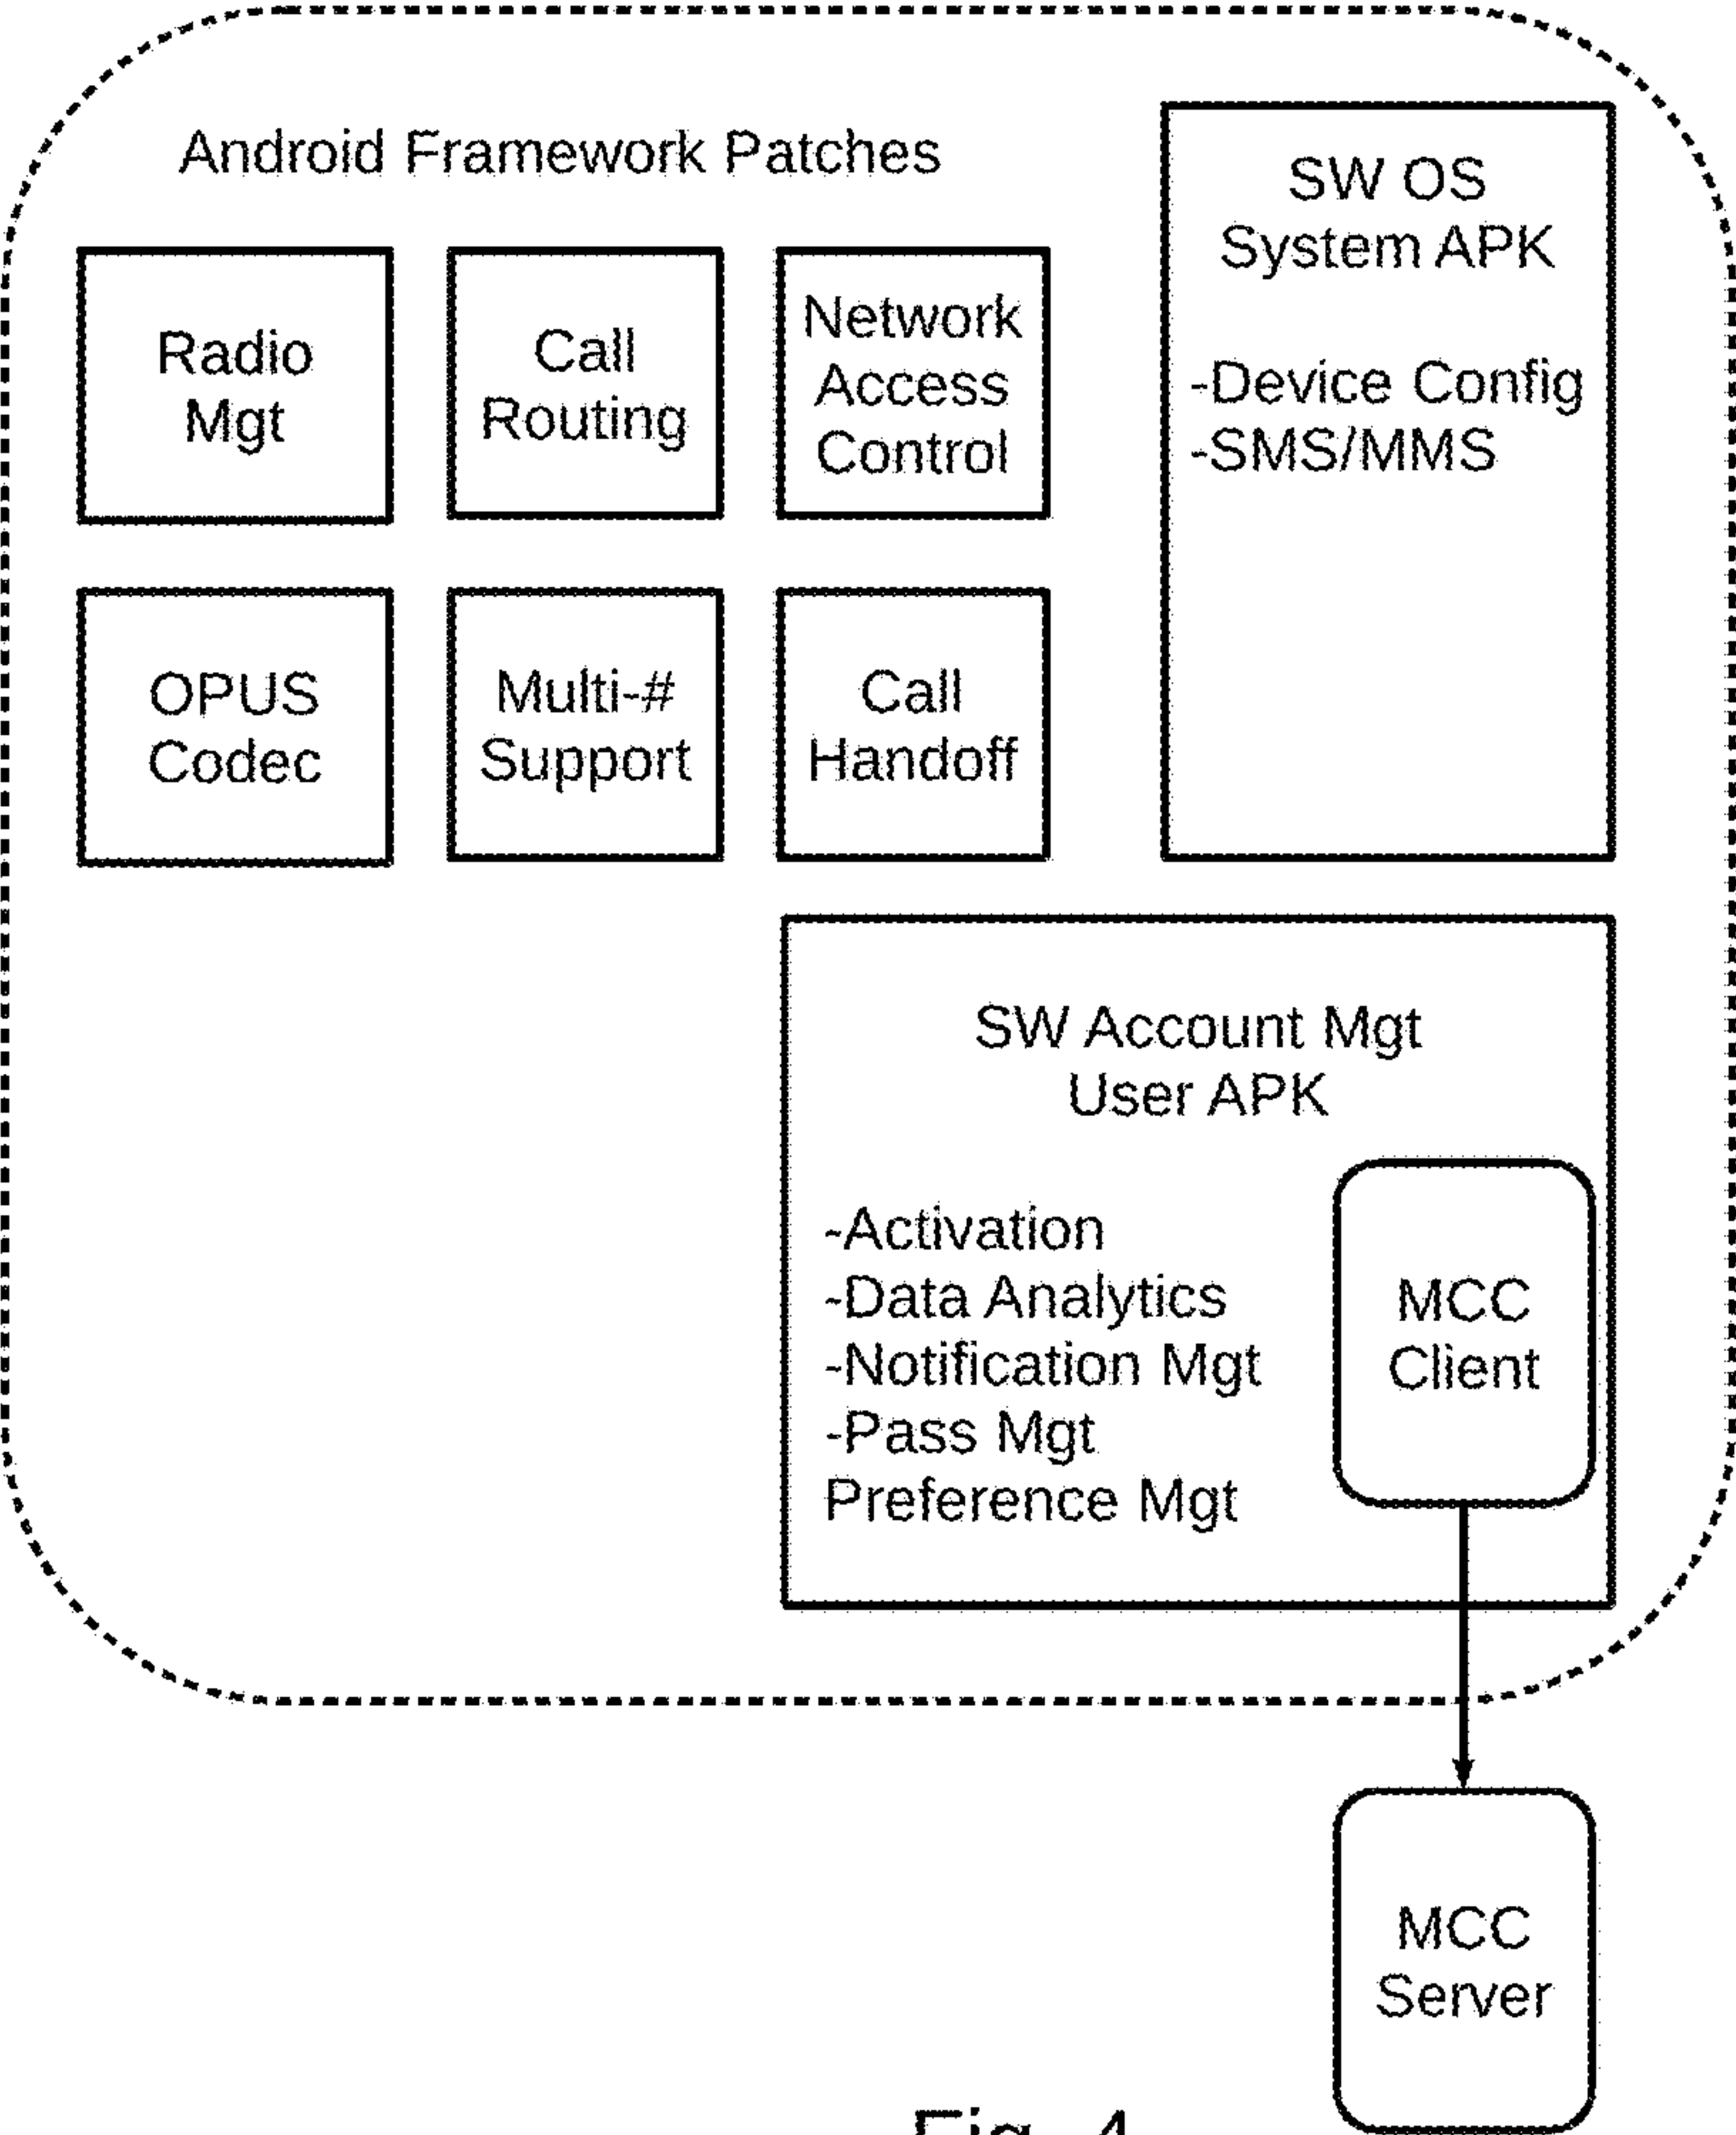 Android Framework Patches
Radio
Mgt
Call
Routing
Network
Access
Control
OPUS
Codec
Multi-#
Support
Call
Handoff
SW OS
System APK
-Device Config
-SMS/MMS
SW Account Mgt
User APK
-Activation
-Data Analytics
-Notification Mgt
-Pass Mgt
Preference Mgt
MCC
Client
MCC
Server
Fig. 4